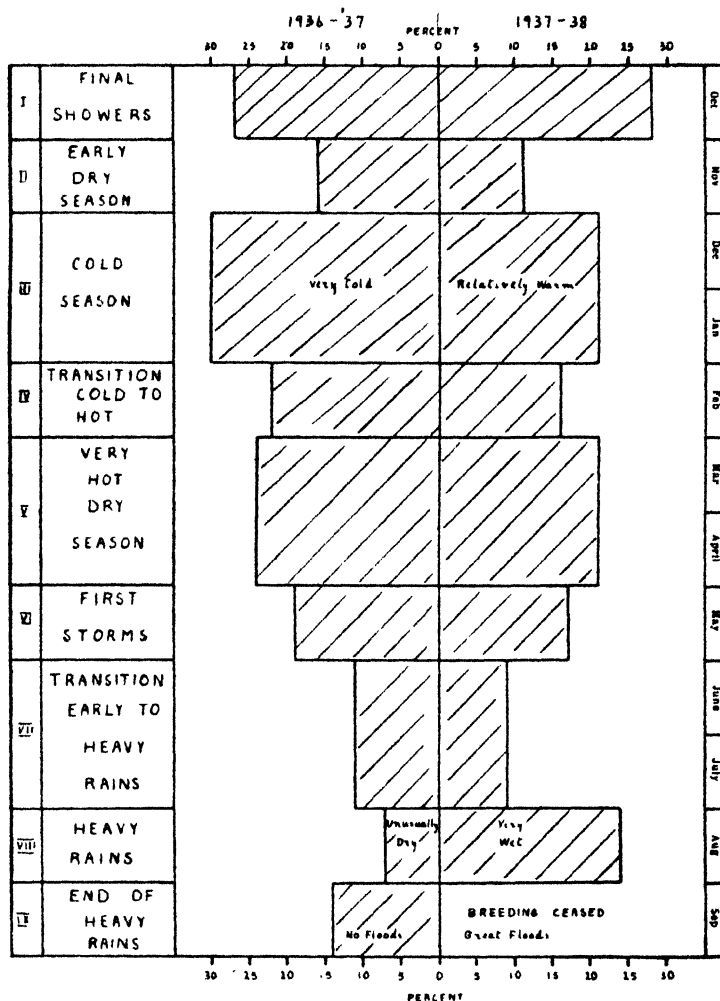 1936-'37 1937-38
PERCENT
30 25 20 15 10 5 0 5 10 15 20 25 30
I FINAL SHOWERS Oct
II EARLY DRY SEASON Nov
III COLD SEASON Very Cold Relatively Warm Dec Jan
IV TRANSITION COLD TO HOT Feb
V VERY HOT DRY SEASON Mar April
VI FIRST STORMS May
VII TRANSITION EARLY TO HEAVY RAINS June July
VIII HEAVY RAINS Unusually Dry Very Wet Aug
IX END OF HEAVY RAINS No Floods BREEDING CEASED Great Floods Sep
30 25 20 15 10 5 0 5 10 15 20 25 30
PERCENT